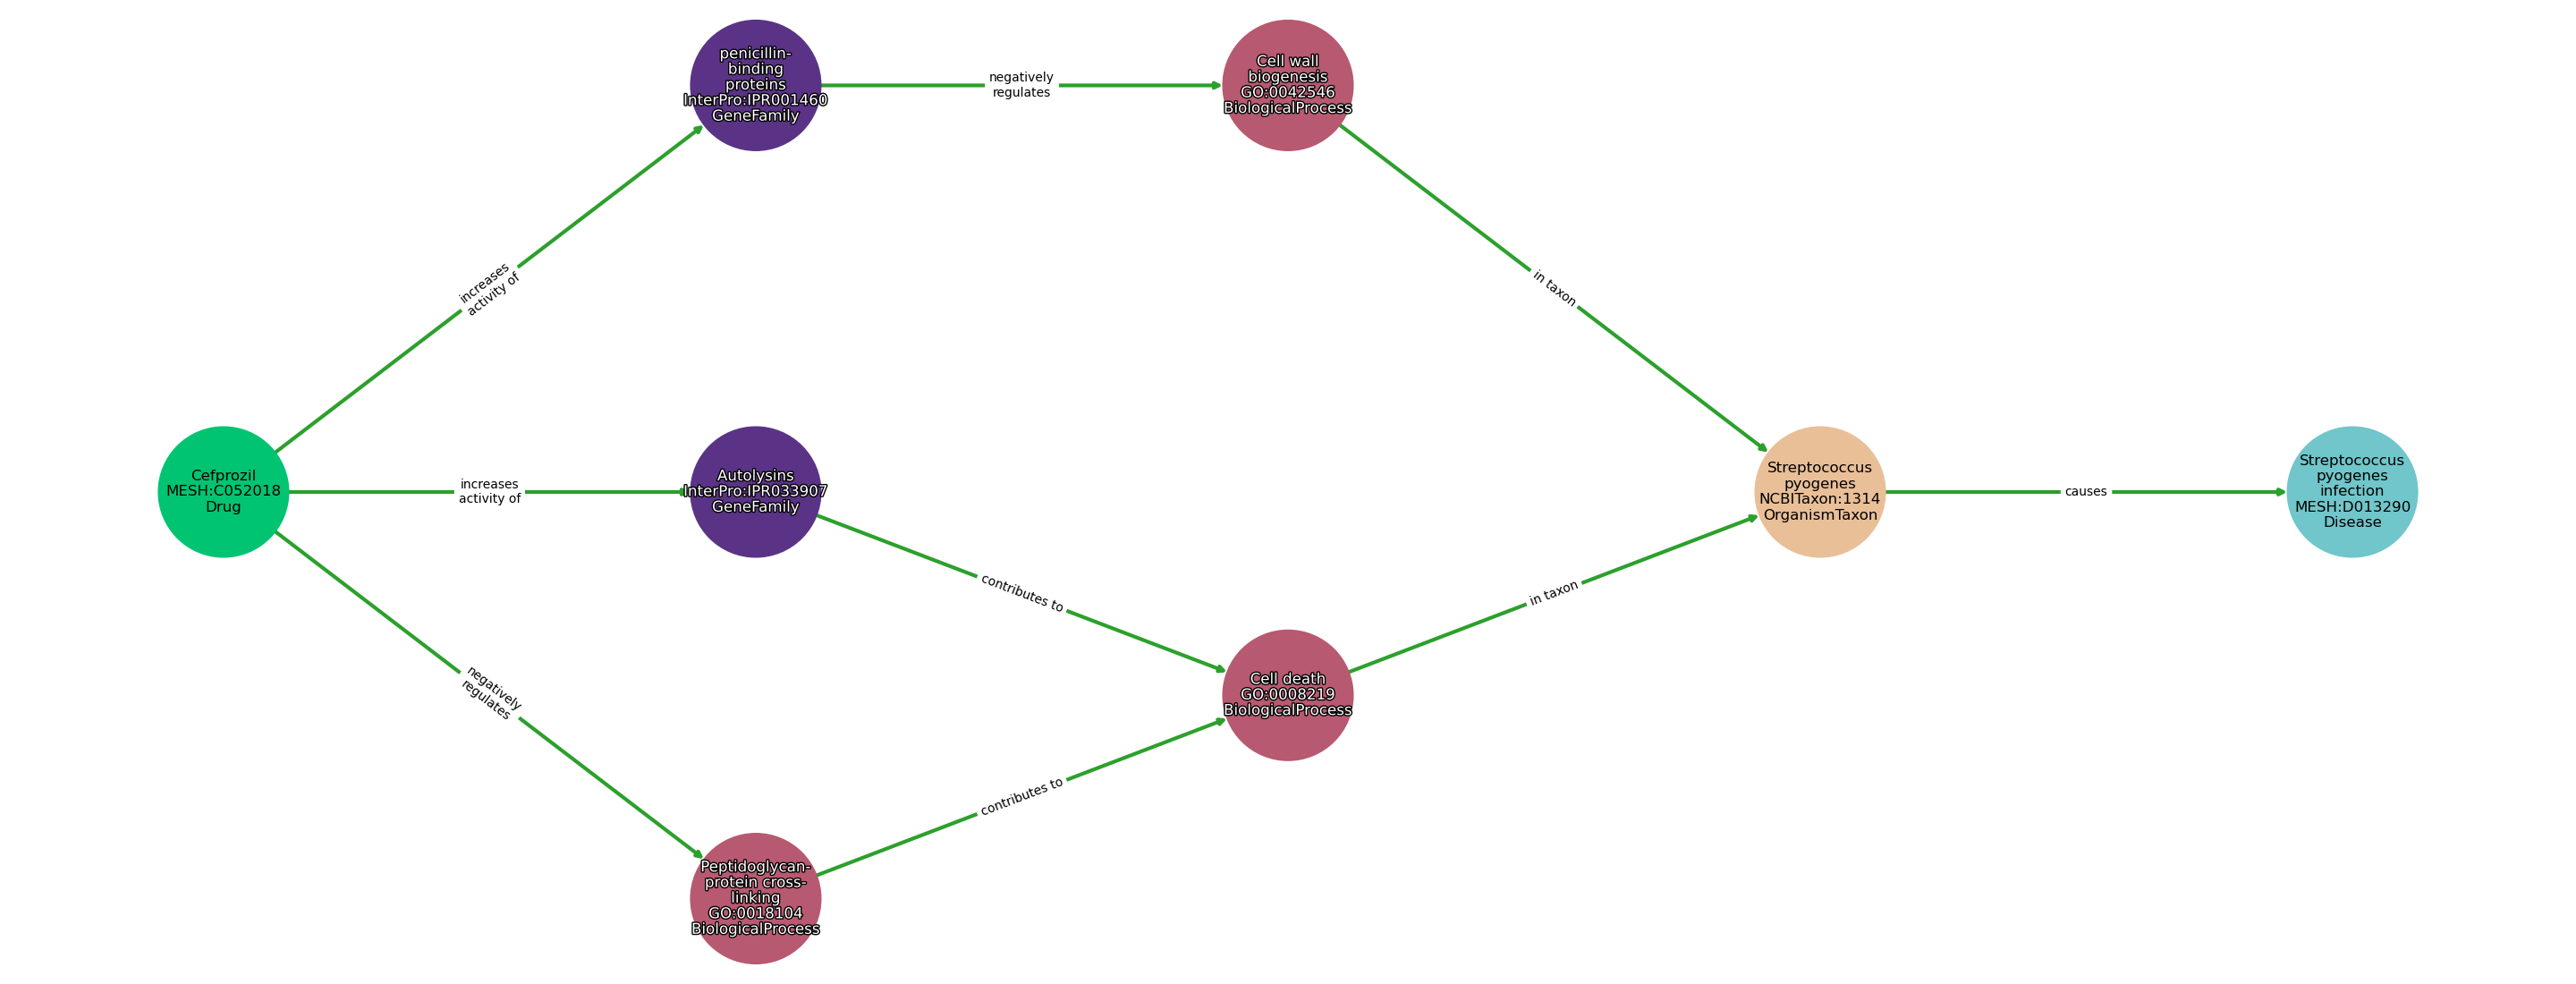 penicillin-
binding
proteins
InterPro:IPR001460
GeneFamily
negatively
regulates
Cell wall
biogenesis
GO:0042546
BiologicalProcess
increases
activity of
in taxon
Cefprozil
MESH:C052018
Drug
increases
activity of
Autolysins
InterPro:IPR033907
GeneFamily
Streptococcus
pyogenes
NCBITaxon:1314
OrganismTaxon
causes
Streptococcus
pyogenes
infection
MESH:D013290
Disease
contributes to
in taxon
negatively
regulates
Cell death
GO:0008219
BiologicalProcess
contributes to
Peptidoglycan-
protein cross-
linking
GO:0018104
BiologicalProcess